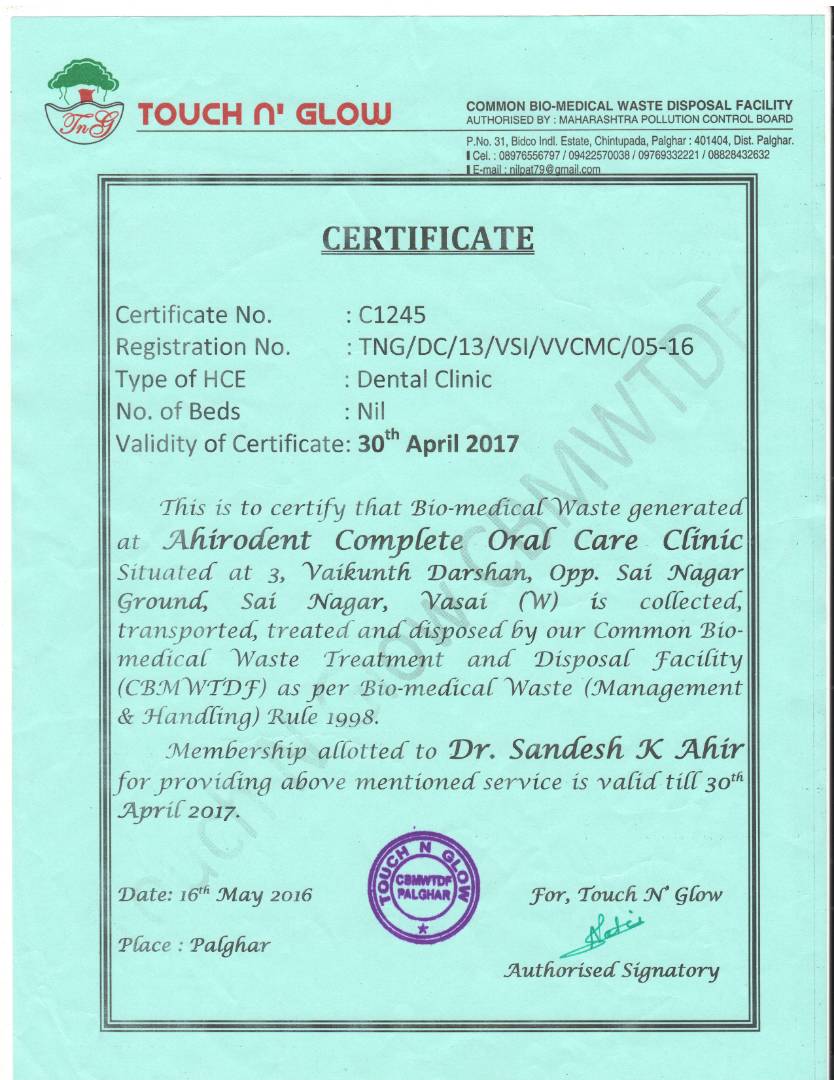 TnG
TOUCH N' GLOW
COMMON BIO-MEDICAL WASTE DISPOSAL FACILITY
AUTHORISED BY : MAHARASHTRA POLLUTION CONTROL BOARD
P.No. 31, Bidco Indl. Estate, Chintupada, Palghar : 401404, Dist. Palghar.
Cel. : 08976556797 / 09422570038 / 09769332221 / 08828432632
E-mail : nilpat79@gmail.com
CERTIFICATE
Certificate No. : C1245
Registration No. : TNG/DC/13/VSI/VVCMC/05-16
Type of HCE : Dental Clinic
No. of Beds : Nil
Validity of Certificate: 30th April 2017
This is to certify that Bio-medical Waste generated
at Ahirodent Complete Oral Care Clinic
Situated at 3, Vaikunth Darshan, Opp. Sai Nagar
Ground, Sai Nagar, Vasai (W) is collected,
transported, treated and disposed by our Common Bio-
medical Waste Treatment and Disposal Facility
(CBMWTDF) as per Bio-medical Waste (Management
& Handling) Rule 1998.
Membership allotted to Dr. Sandesh K Ahir
for providing above mentioned service is valid till 30th
April 2017.
TOUCH N GLOW
CBMWTDF
PALGHAR
Date: 16th May 2016
For, Touch N' Glow
Place : Palghar
Authorised Signatory
Touch N Glow CBMWTDF